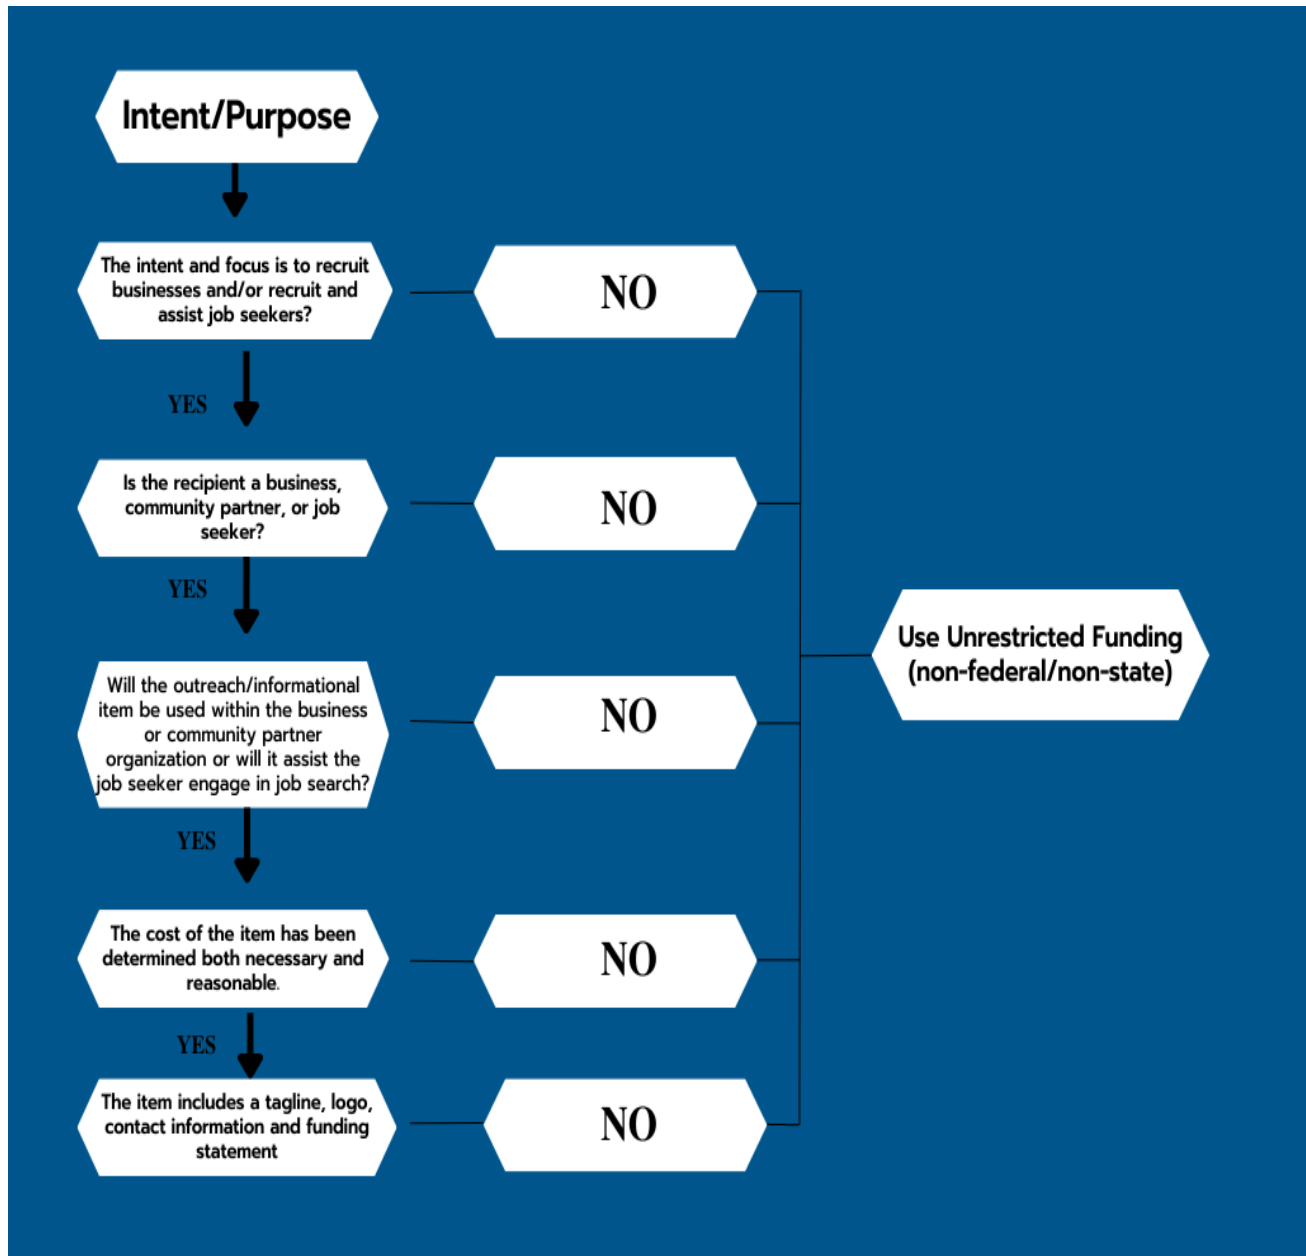 Intent/Purpose
The intent and focus is to recruit
businesses and/or recruit and
assist job seekers?
NO
YES
Is the recipient a business,
community partner, or job
seeker?
NO
YES
Will the outreach/informational
item be used within the business
or community partner
organization or will it assist the
job seeker engage in job search?
NO
Use Unrestricted Funding
(non-federal/non-state)
YES
The cost of the item has been
determined both necessary and
reasonable.
NO
YES
The item includes a tagline, logo,
contact information and funding
statement
NO